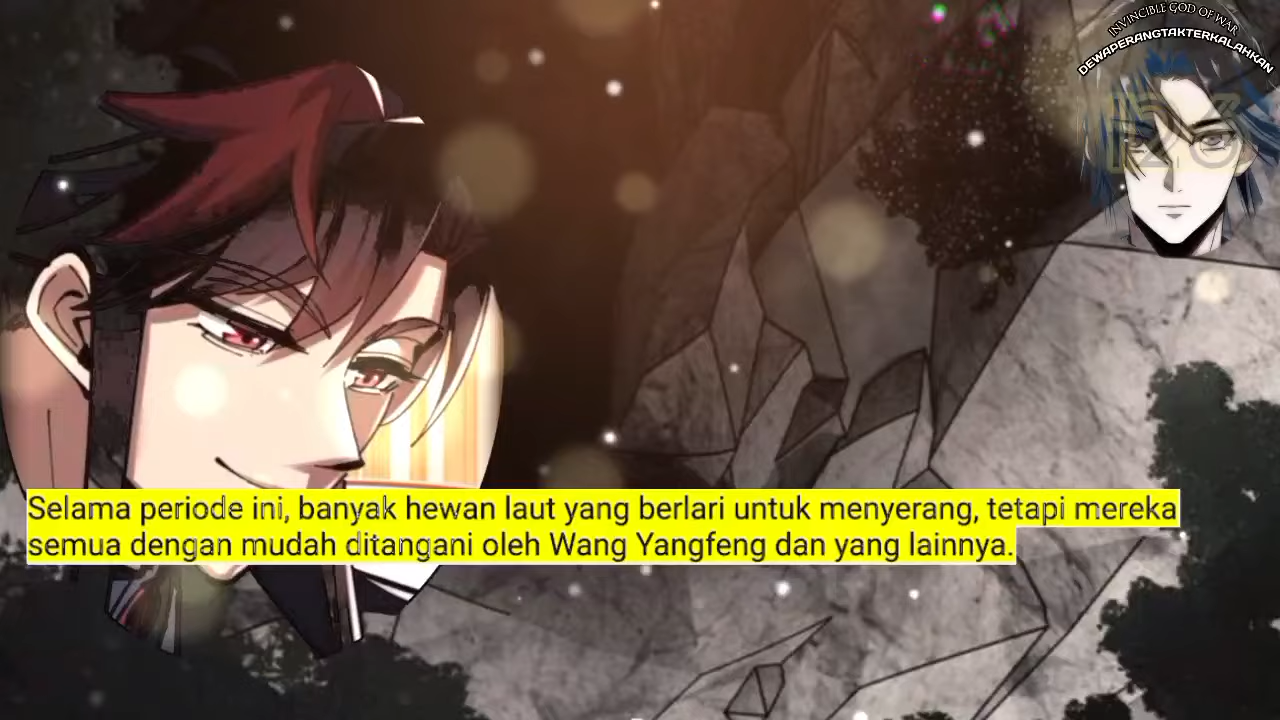 INVINCIBLE GOD OF WAR
DEWAPERANGTAKTERKALAHKAN
126
Selama periode ini, banyak hewan laut yang berlari untuk menyerang, tetapi mereka
semua dengan mudah ditangani oleh Wang Yangfeng dan yang lainnya.